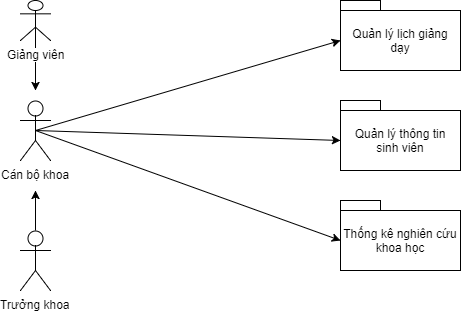 Giảng viên
Cán bộ khoa
Trưởng khoa
Quản lý lịch giảng
dạy
Quản lý thông tin
sinh viên
Thống kê nghiên cứu
khoa học